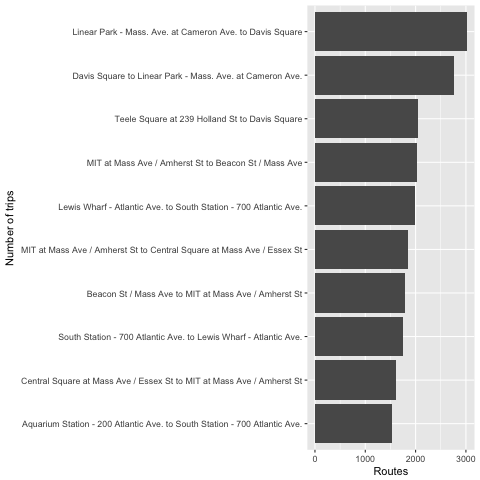 Linear Park - Mass. Ave. at Cameron Ave. to Davis Square
Davis Square to Linear Park - Mass. Ave. at Cameron Ave.
Teele Square at 239 Holland St to Davis Square
MIT at Mass Ave / Amherst St to Beacon St / Mass Ave
Lewis Wharf - Atlantic Ave. to South Station - 700 Atlantic Ave.
MIT at Mass Ave / Amherst St to Central Square at Mass Ave / Essex St
Beacon St / Mass Ave to MIT at Mass Ave / Amherst St
South Station - 700 Atlantic Ave. to Lewis Wharf - Atlantic Ave.
Central Square at Mass Ave / Essex St to MIT at Mass Ave / Amherst St
Aquarium Station - 200 Atlantic Ave. to South Station - 700 Atlantic Ave.
Number of trips
0 1000 2000 3000
Routes